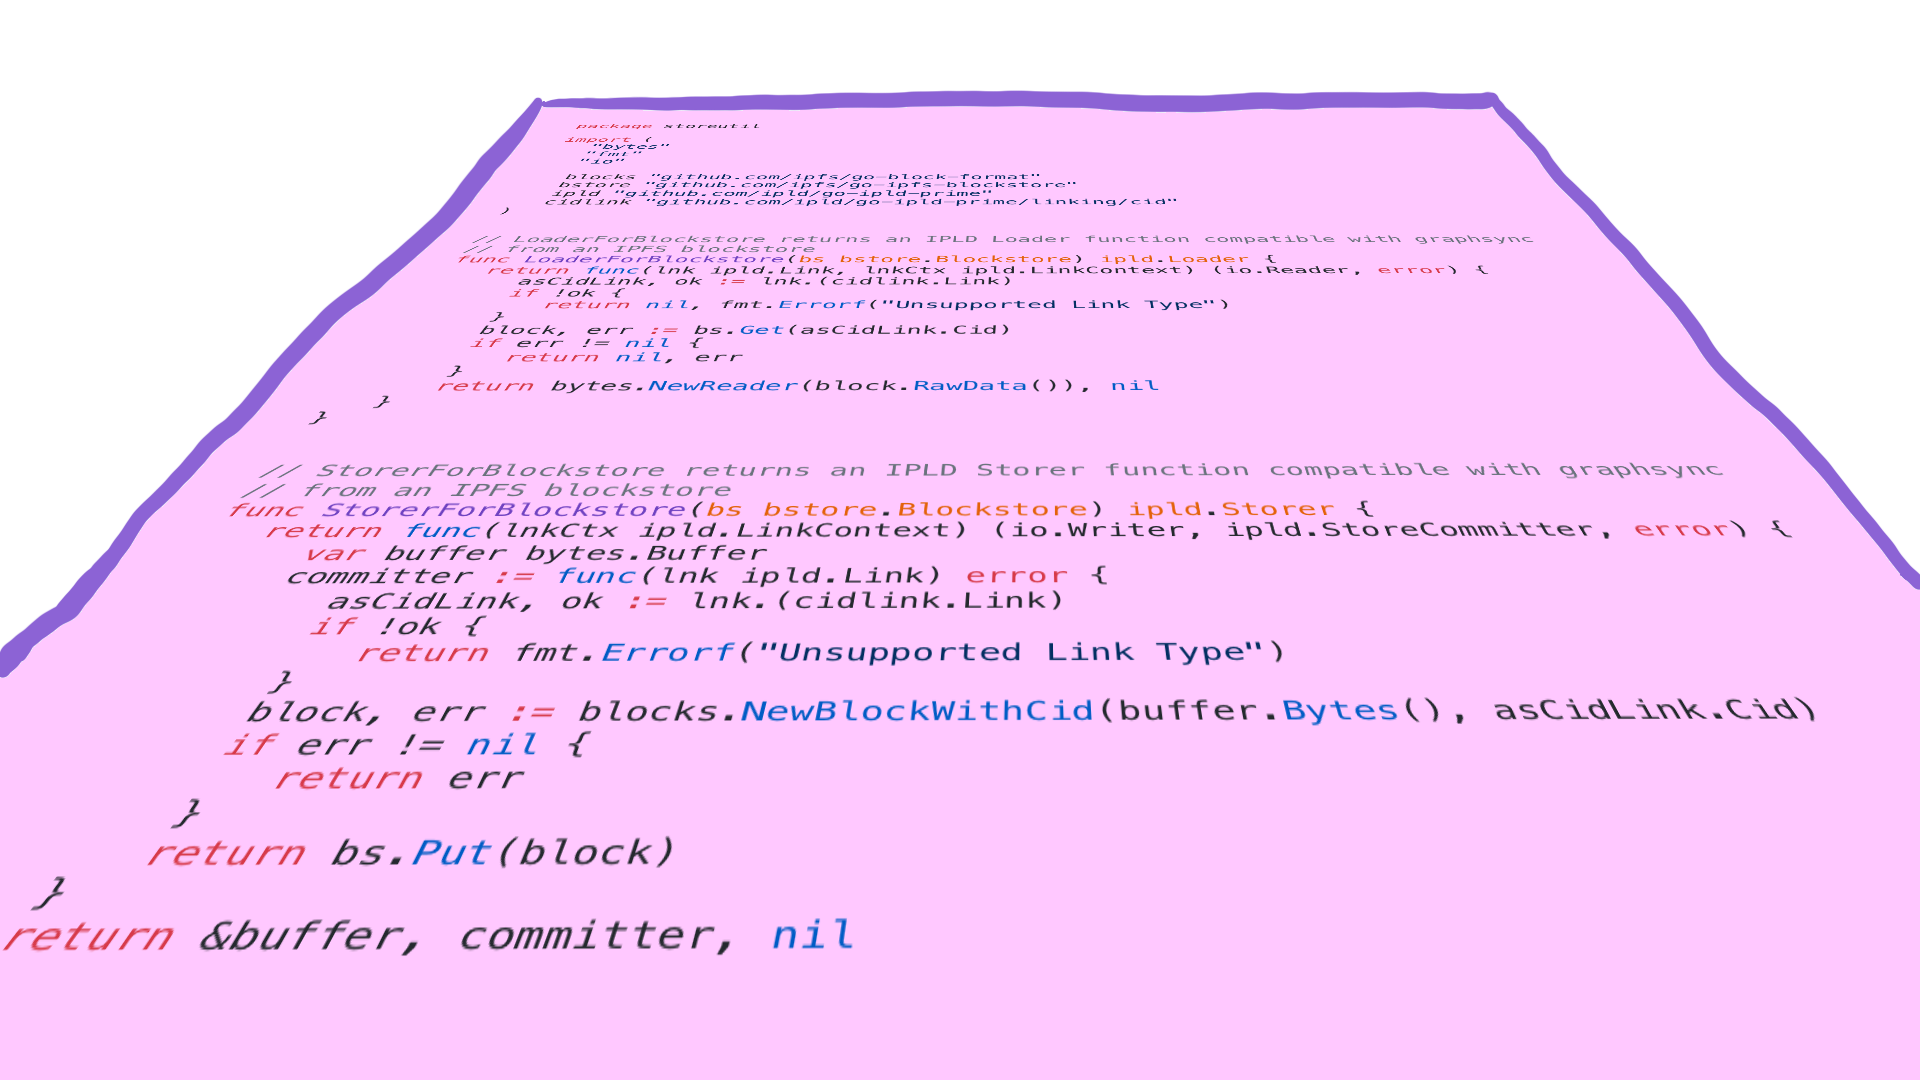 package storeutil
import (
"bytes"
"fmt"
"io"
blocks "github.com/ipfs/go-block-format"
bstore "github.com/ipfs/go-ipfs-blockstore"
ipld "github.com/ipld/go-ipld-prime"
cidlink "github.com/ipld/go-ipld-prime/linking/cid"
)
// LoaderForBlockstore returns an IPLD Loader function compatible with graphsync
// from an IPFS blockstore
func LoaderForBlockstore(bs bstore.Blockstore) ipld.Loader {
return func(lnk ipld.Link, lnkCtx ipld.LinkContext) (io.Reader, error) {
asCidLink, ok := lnk.(cidlink.Link)
if !ok {
return nil, fmt.Errorf("Unsupported Link Type")
}
block, err := bs.Get(asCidLink.Cid)
if err != nil {
return nil, err
}
return bytes.NewReader(block.RawData()), nil
}
}
// StorerForBlockstore returns an IPLD Storer function compatible with graphsync
// from an IPFS blockstore
func StorerForBlockstore(bs bstore.Blockstore) ipld.Storer {
return func(lnkCtx ipld.LinkContext) (io.Writer, ipld.StoreCommitter, error) {
var buffer bytes.Buffer
committer := func(lnk ipld.Link) error {
asCidLink, ok := lnk.(cidlink.Link)
if !ok {
return fmt.Errorf("Unsupported Link Type")
}
block, err := blocks.NewBlockWithCid(buffer.Bytes(), asCidLink.Cid)
if err != nil {
return err
}
return bs.Put(block)
}
return &buffer, committer, nil